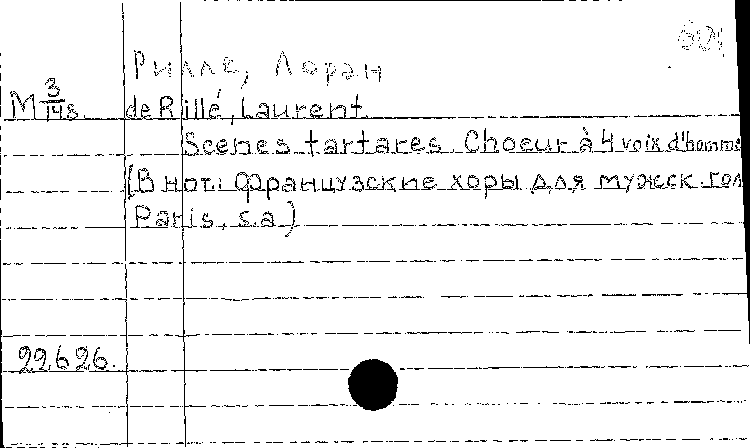 Рилле, Лоран
M 3/148. de Rillé, Laurent
Scenes tartares. Choeur à 4 voix d'homme
(В нот: Французские хоры для мужск. гол
Paris, s.a)
22626.